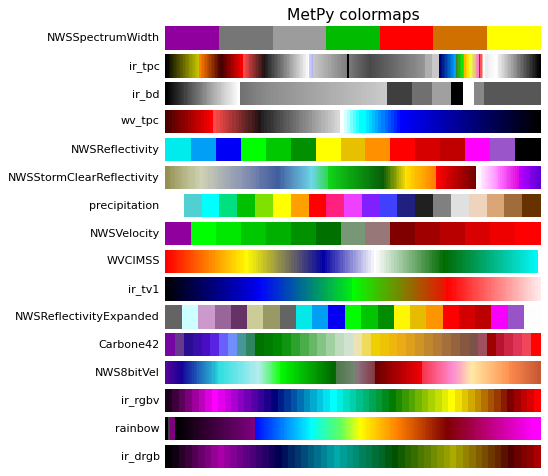 MetPy colormaps
NWSSpectrumWidth
ir_tpc
ir_bd
wv_tpc
NWSReflectivity
NWSStormClearReflectivity
precipitation
NWSVelocity
WVCIMSS
ir_tv1
NWSReflectivityExpanded
Carbone42
NWS8bitVel
ir_rgbv
rainbow
ir_drgb